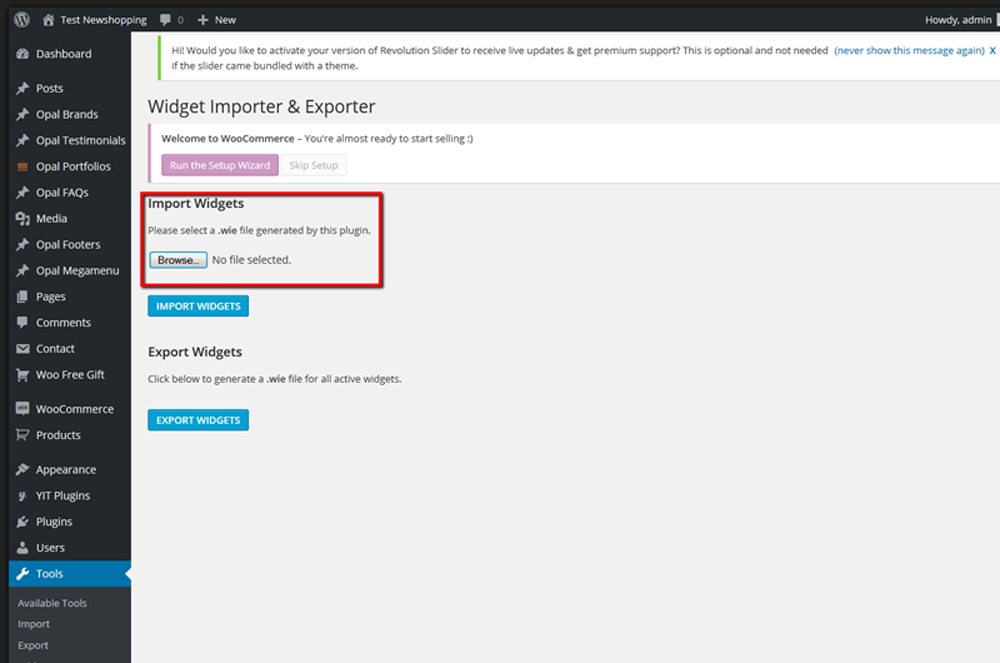 Test Newshopping 0 New Howdy, admin
Dashboard
Posts
Opal Brands
Opal Testimonials
Opal Portfolios
Opal FAQs
Media
Opal Footers
Opal Megamenu
Pages
Comments
Contact
Woo Free Gift
WooCommerce
Products
Appearance
YIT Plugins
Plugins
Users
Tools
Available Tools
Import
Export
Hi! Would you like to activate your version of Revolution Slider to receive live updates & get premium support? This is optional and not needed (never show this message again) X
if the slider came bundled with a theme.
Widget Importer & Exporter
Welcome to WooCommerce – You're almost ready to start selling :)
Run the Setup Wizard Skip Setup
Import Widgets
Please select a .wie file generated by this plugin.
Browse... No file selected.
IMPORT WIDGETS
Export Widgets
Click below to generate a .wie file for all active widgets.
EXPORT WIDGETS